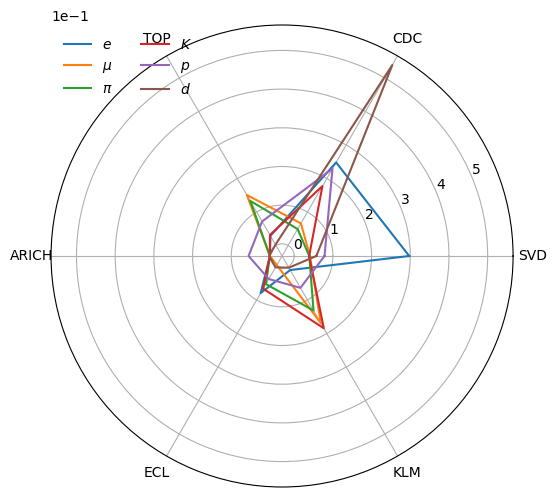 1e−1
e K
μ p
π d
TOP CDC
5
4
3
2
1
0
ARICH SVD
ECL KLM